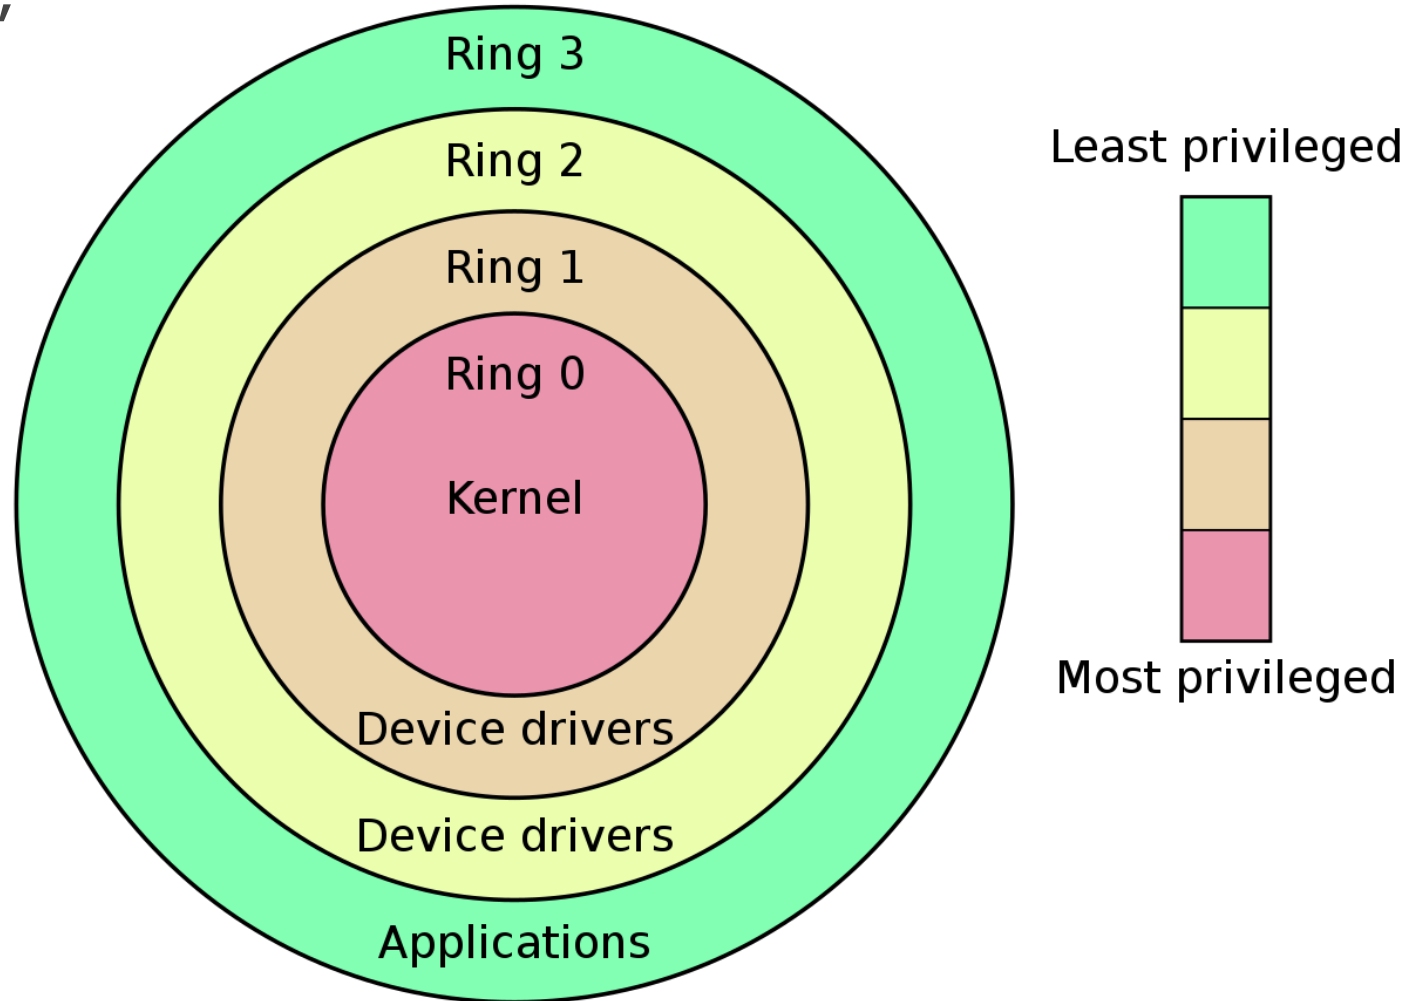 Ring 3
Ring 2
Ring 1
Ring 0
Kernel
Device drivers
Device drivers
Applications
Least privileged
Most privileged